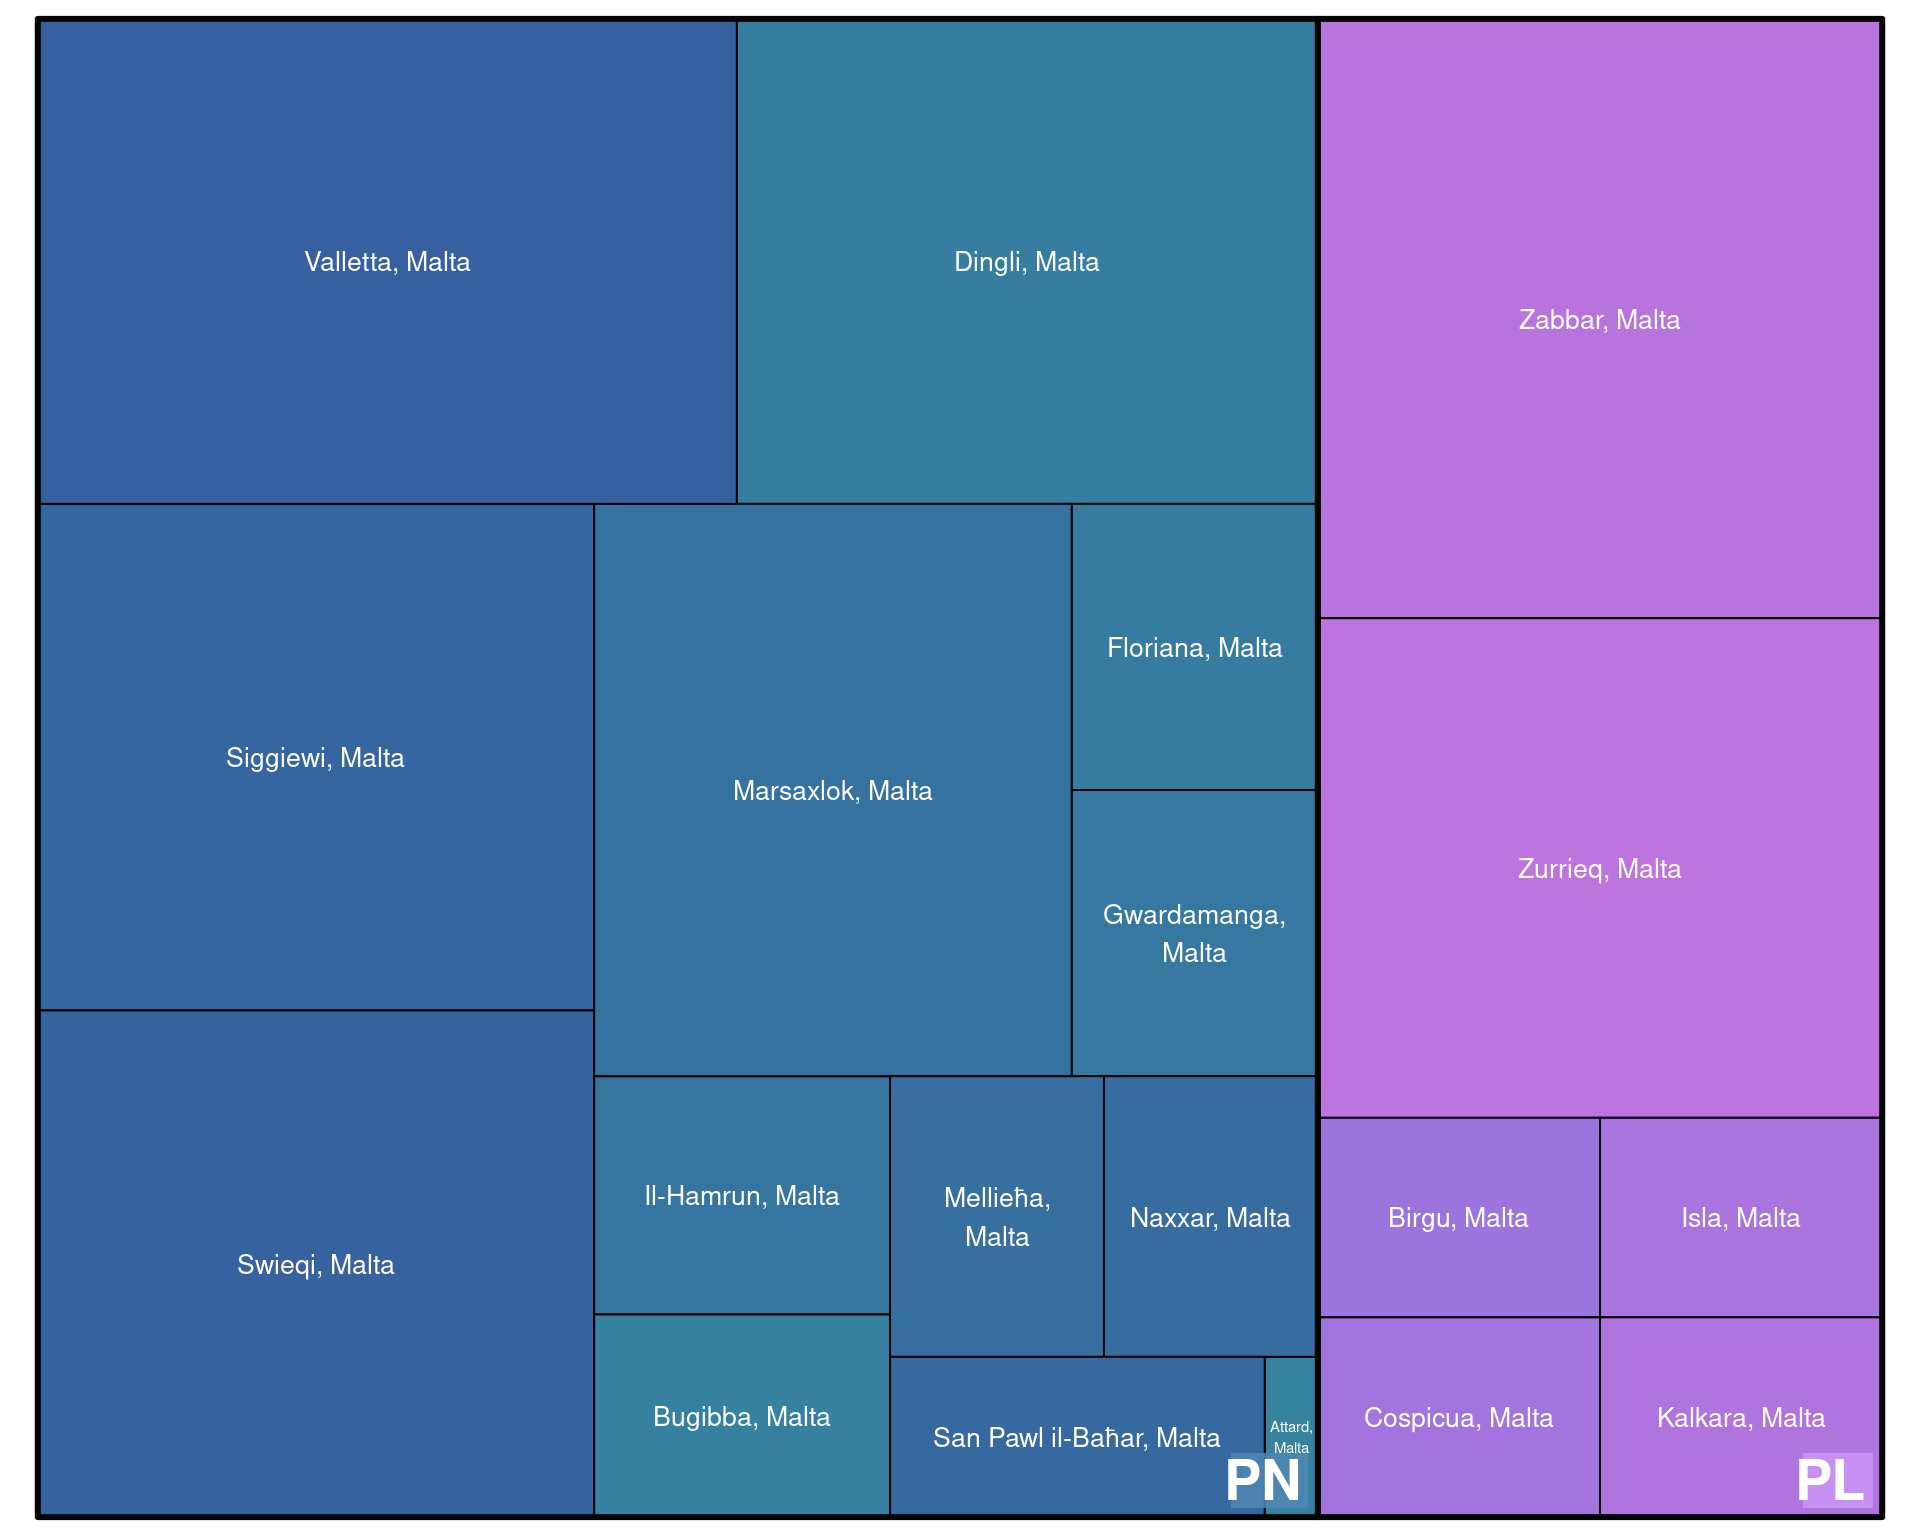 Valletta, Malta
Dingli, Malta
Zabbar, Malta
Siggiewi, Malta
Marsaxlok, Malta
Floriana, Malta
Gwardamanga,
Malta
Zurrieq, Malta
Swieqi, Malta
Il-Hamrun, Malta
Mellieħa,
Malta
Naxxar, Malta
Birgu, Malta
Isla, Malta
Bugibba, Malta
San Pawl il-Baħar, Malta
Attard,
Malta
Cospicua, Malta
Kalkara, Malta
PN
PL